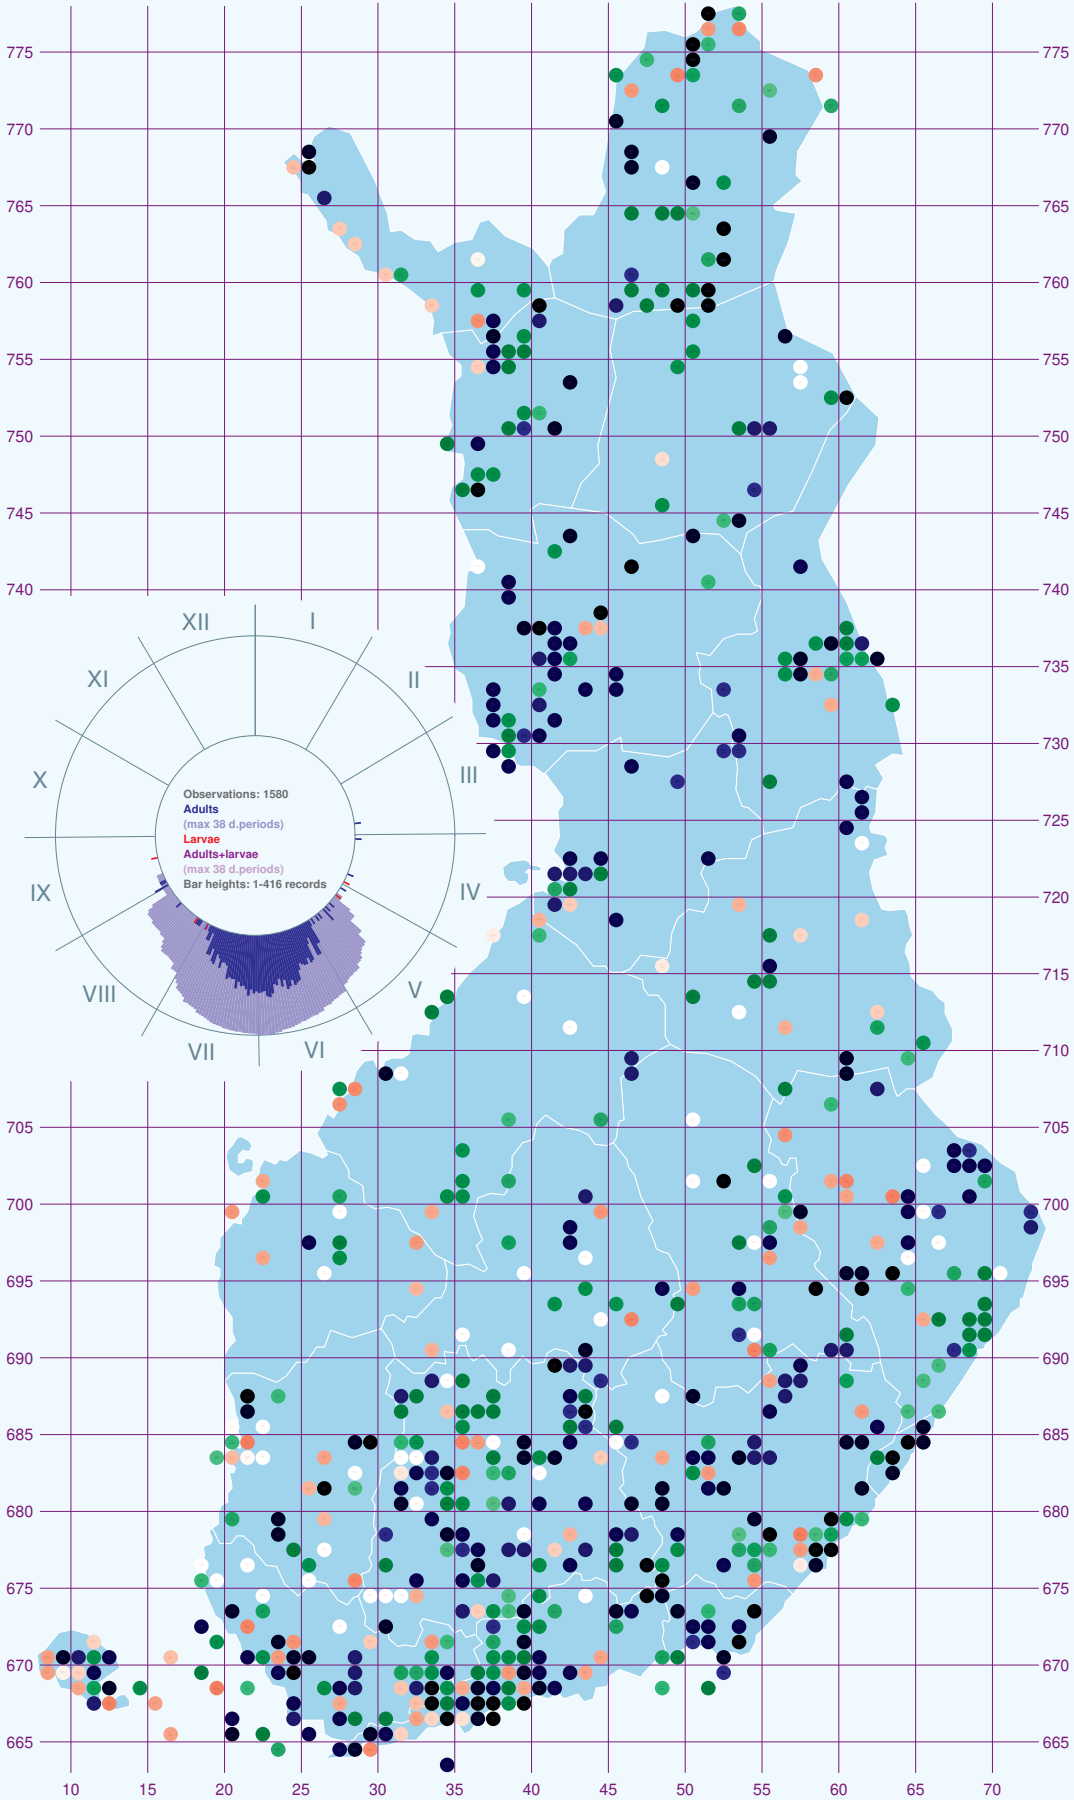 775 775
770 770
765 765
760 760
755 755
750 750
745 745
740 740
XII I
XI II
735
X III
730
Observations: 1580
Adults
(max 38 d.periods)
Larvae
Adults+larvae
(max 38 d.periods)
Bar heights: 1-416 records
725
IX IV
720
VIII V
715
VII VI
710
705 705
700 700
695 695
690 690
685 685
680 680
675 675
670 670
665 665
10 15 20 25 30 35 40 45 50 55 60 65 70